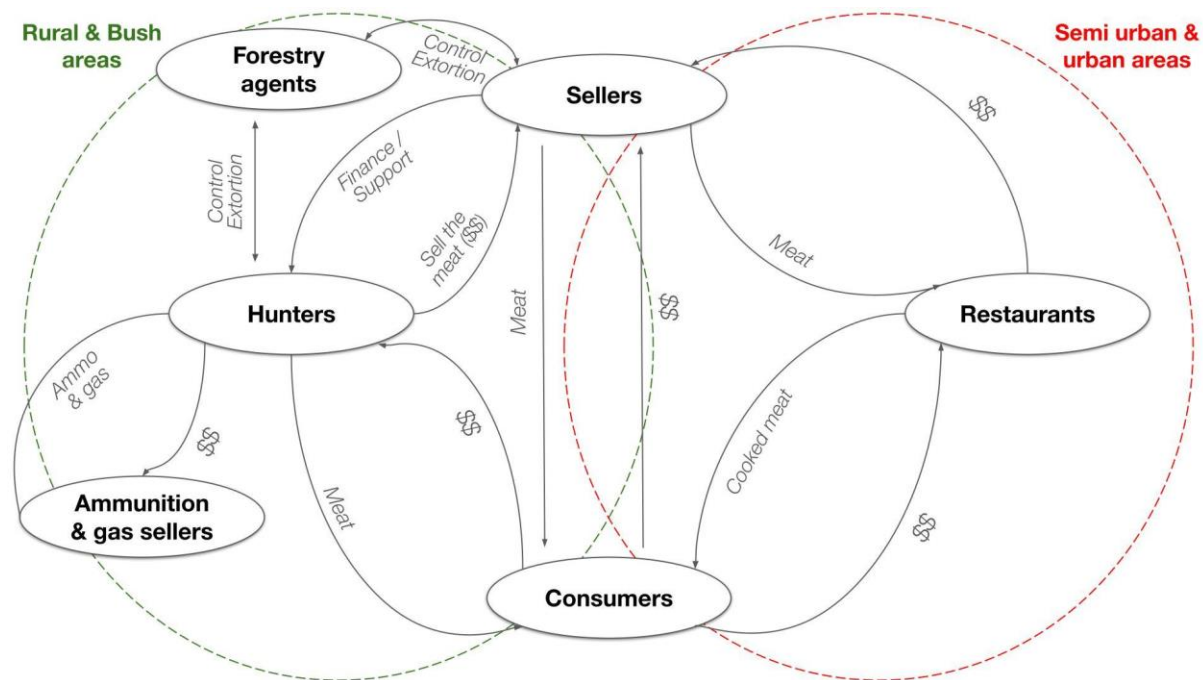 Rural & Bush
areas
Forestry
agents
Control
Extortion
Sellers
Semi urban &
urban areas
$$
Control
Extortion
Finance /
Support
Sell the
meat ($$)
Meat
Hunters
Meat
$$
Restaurants
Ammo
& gas
$$
$$
Cooked meat
Ammunition
& gas sellers
Meat
$$
Consumers